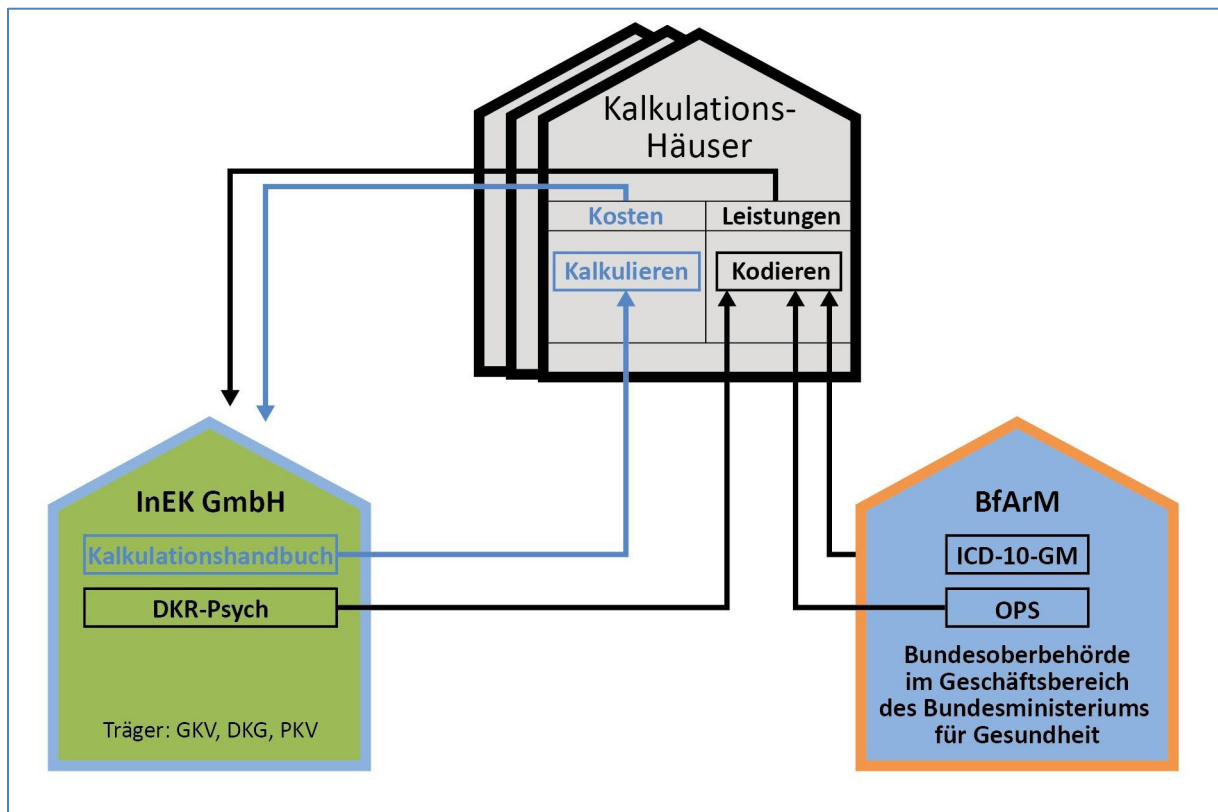 Kalkulations-
Häuser
Kosten
Leistungen
Kalkulieren
Kodieren
InEK GmbH
Kalkulationshandbuch
DKR-Psych
Träger: GKV, DKG, PKV
BfArM
ICD-10-GM
OPS
Bundesoberbehörde
im Geschäftsbereich
des Bundesministeriums
für Gesundheit